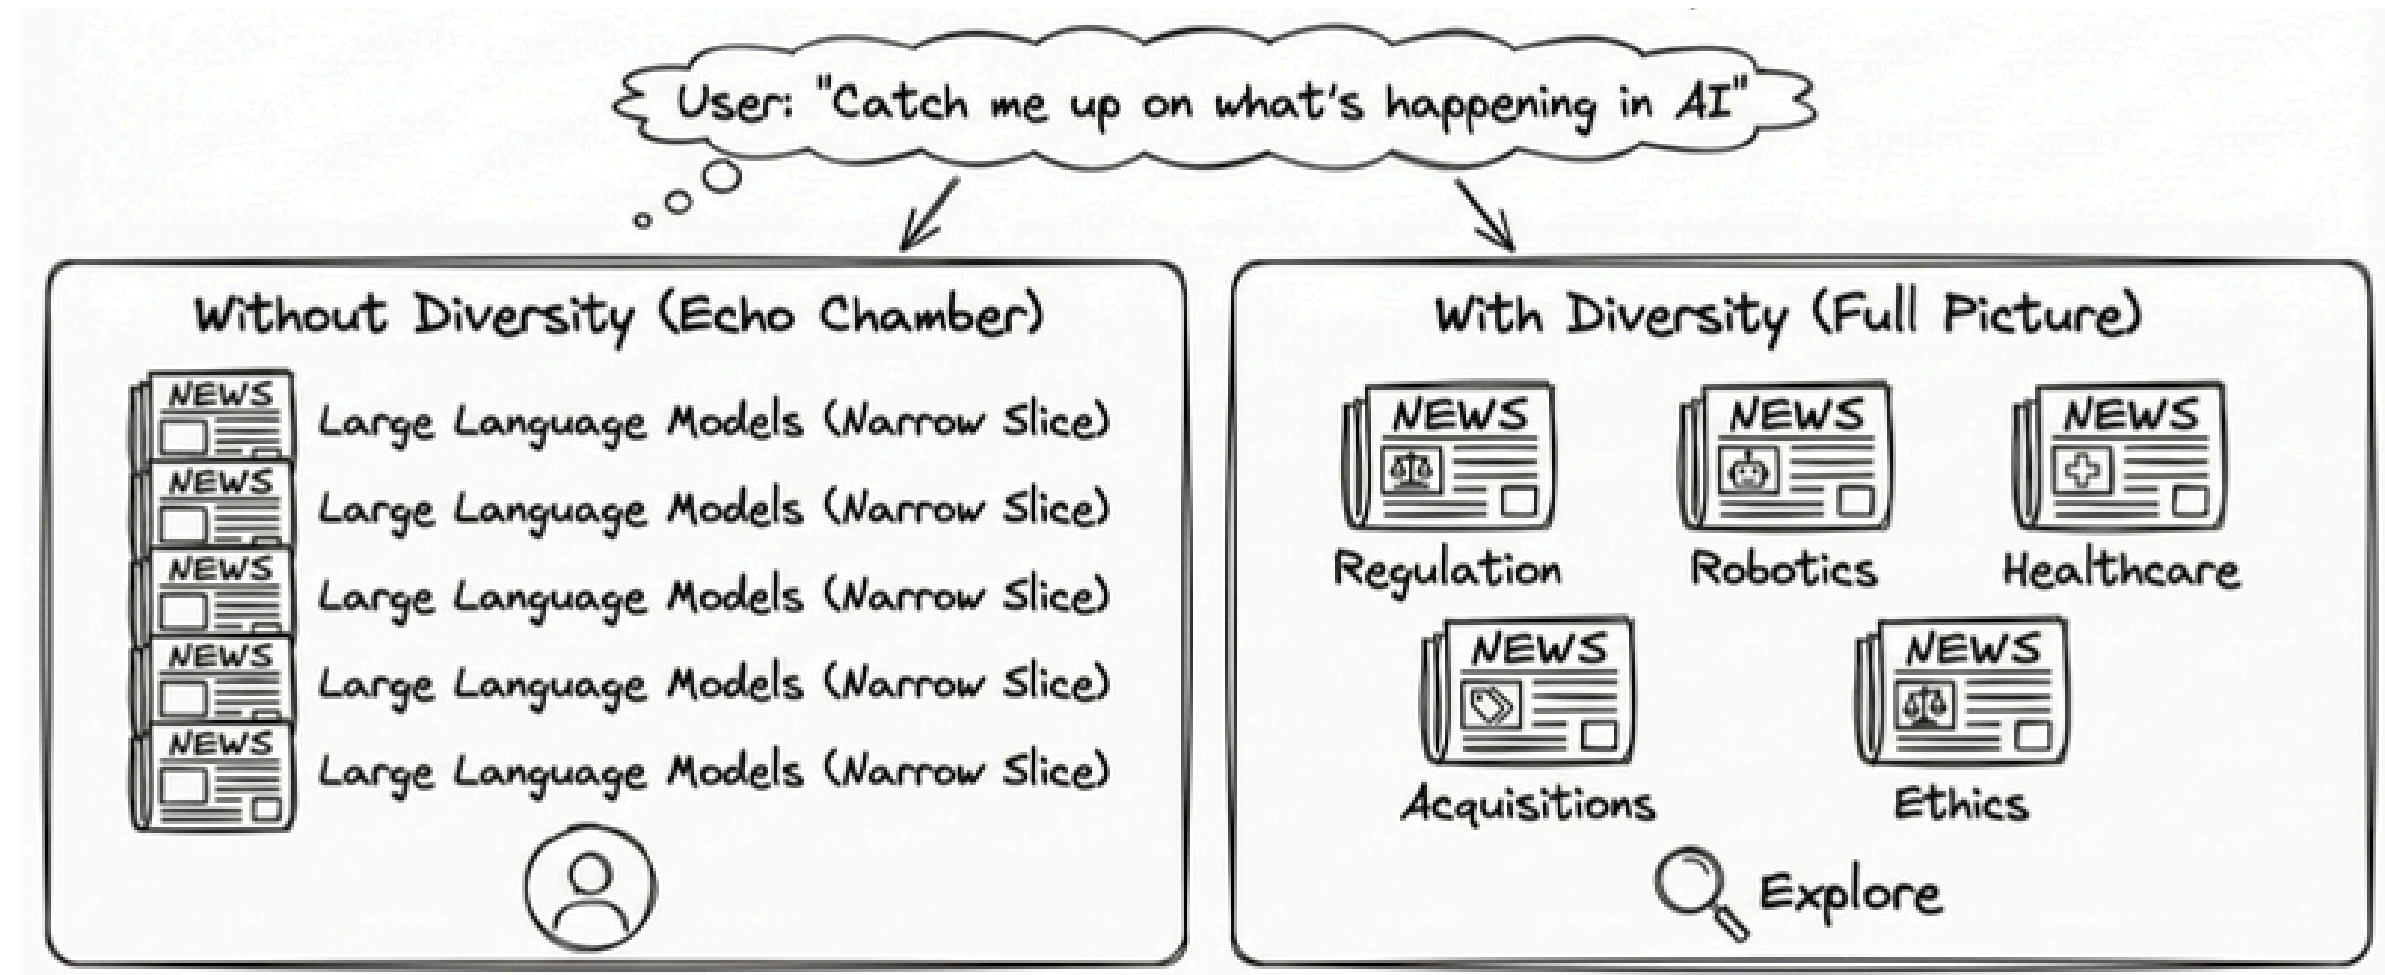 User: "Catch me up on what's happening in AI"
Without Diversity (Echo Chamber)
NEWS
Large Language Models (Narrow Slice)
NEWS
Large Language Models (Narrow Slice)
NEWS
Large Language Models (Narrow Slice)
NEWS
Large Language Models (Narrow Slice)
NEWS
Large Language Models (Narrow Slice)
With Diversity (Full Picture)
NEWS
Regulation
NEWS
Robotics
NEWS
Healthcare
NEWS
Acquisitions
NEWS
Ethics
Explore